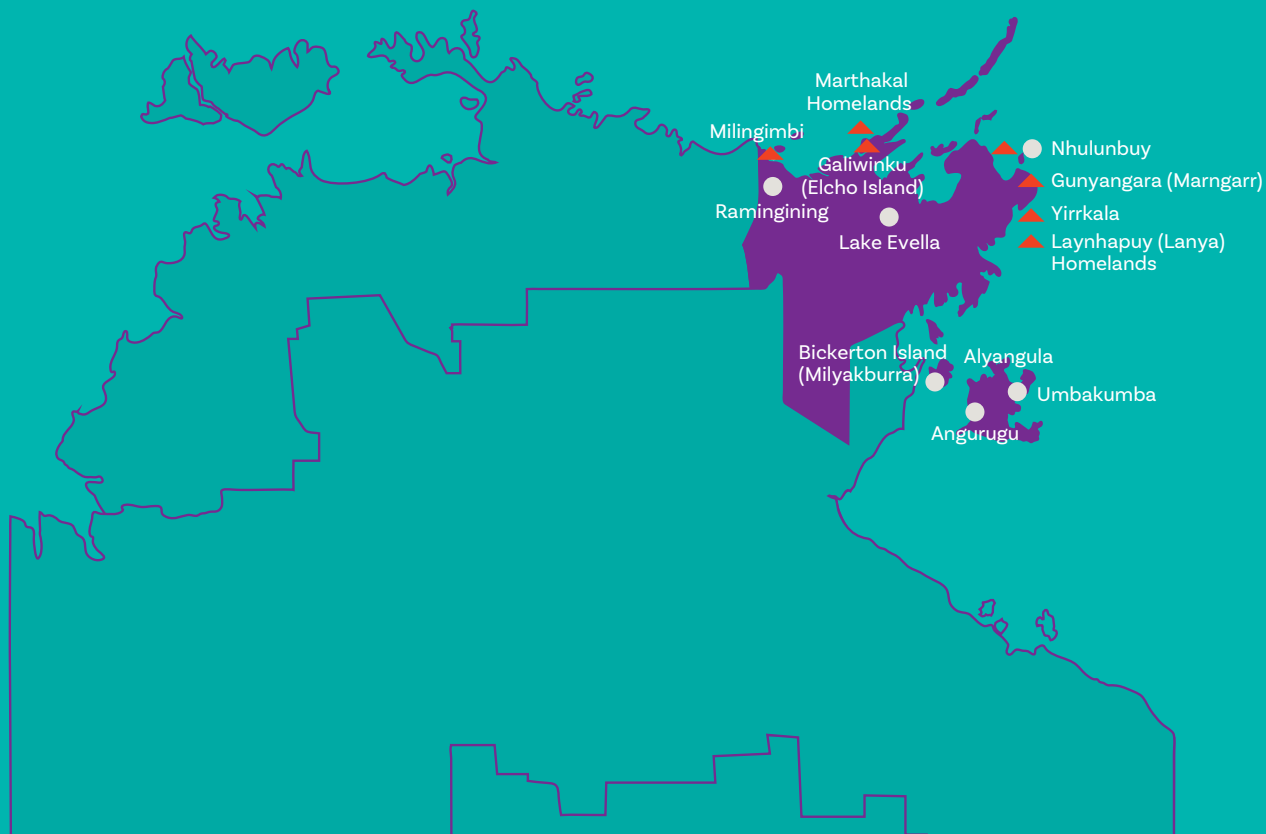 Marthakal
Homelands
Milingimbi
Galiwinku
(Elcho Island)
Ramingining
Lake Evella
Nhulunbuy
Gunyangara (Marngarr)
Yirrkala
Laynhapuy (Lanya)
Homelands
Bickerton Island
(Milyakburra)
Alyangula
Umbakumba
Angurugu